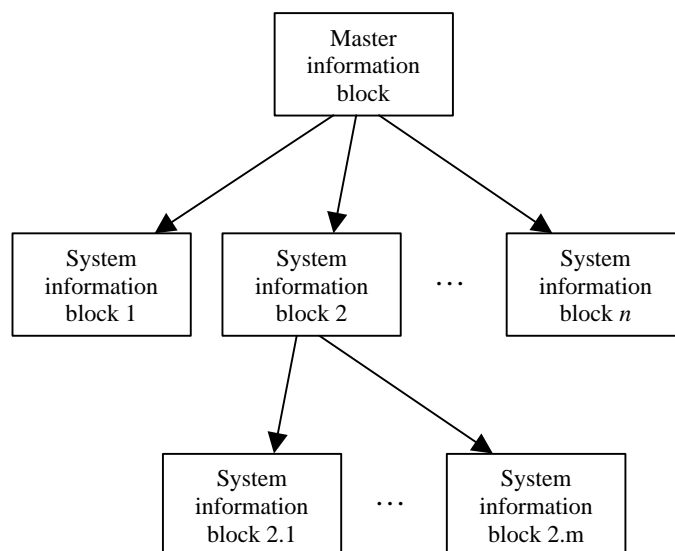 Master
information
block
System
information
block 1
System
information
block 2
...
System
information
block n
System
information
block 2.1
...
System
information
block 2.m